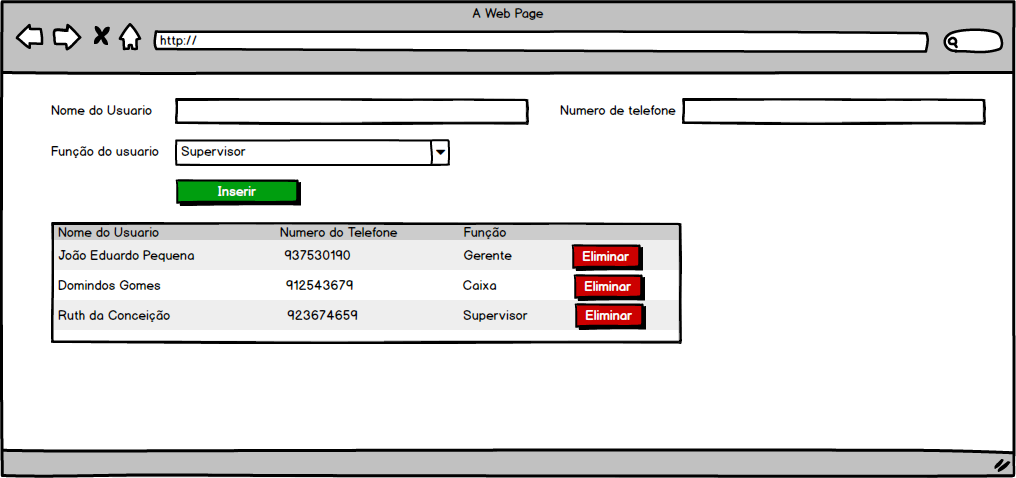 A Web Page
http://
Nome do Usuario
Numero de telefone
Função do usuario
Supervisor
Inserir
Nome do Usuario Numero do Telefone Função
João Eduardo Pequena 937530190 Gerente Eliminar
Domindos Gomes 912543679 Caixa Eliminar
Ruth da Conceição 923674659 Supervisor Eliminar